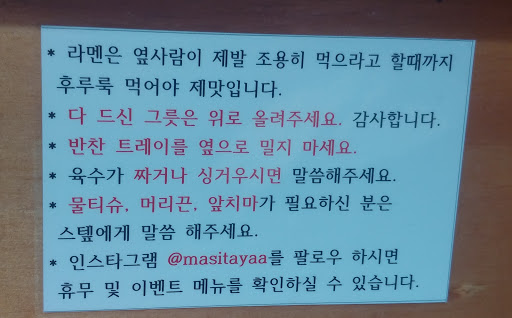 * 라멘은 옆사람이 제발 조용히 먹으라고 할때까지
후루룩 먹어야 제맛입니다.
* 다 드신 그릇은 위로 올려주세요. 감사합니다.
* 반찬 트레이를 옆으로 밀지 마세요.
* 육수가 짜거나 싱거우시면 말씀해주세요.
* 물티슈, 머리끈, 앞치마가 필요하신 분은
스텦에게 말씀 해주세요.
* 인스타그램 @masitayaa를 팔로우 하시면
휴무 및 이벤트 메뉴를 확인하실 수 있습니다.